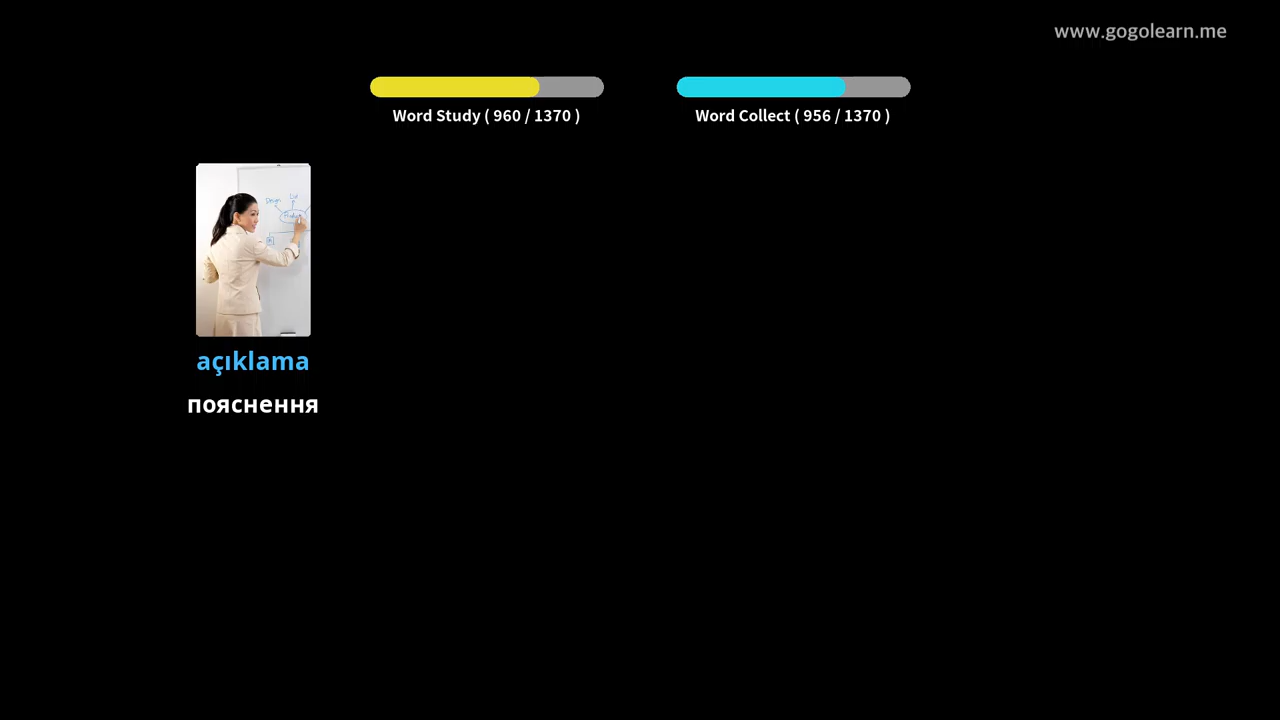 www.gogolearn.me
Word Study ( 960 / 1370 )
Word Collect ( 956 / 1370 )
açıklama
пояснення